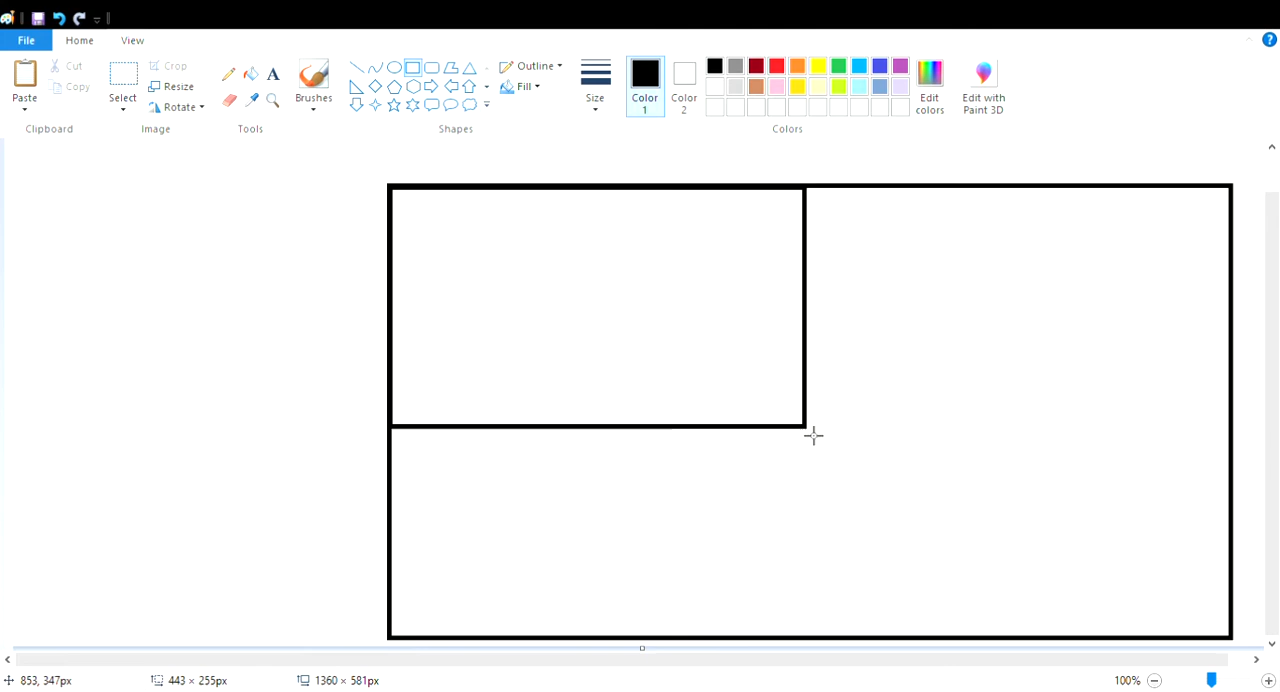 File Home View
Paste
Cut
Copy
Clipboard
Select
Crop
Resize
Rotate
Image
A
Tools
Brushes
Outline
Fill
Shapes
Size
Color
1
Color
2
Edit
colors
Edit with
Paint 3D
Colors
?
853, 347px 443 × 255px 1360 × 581px 100%